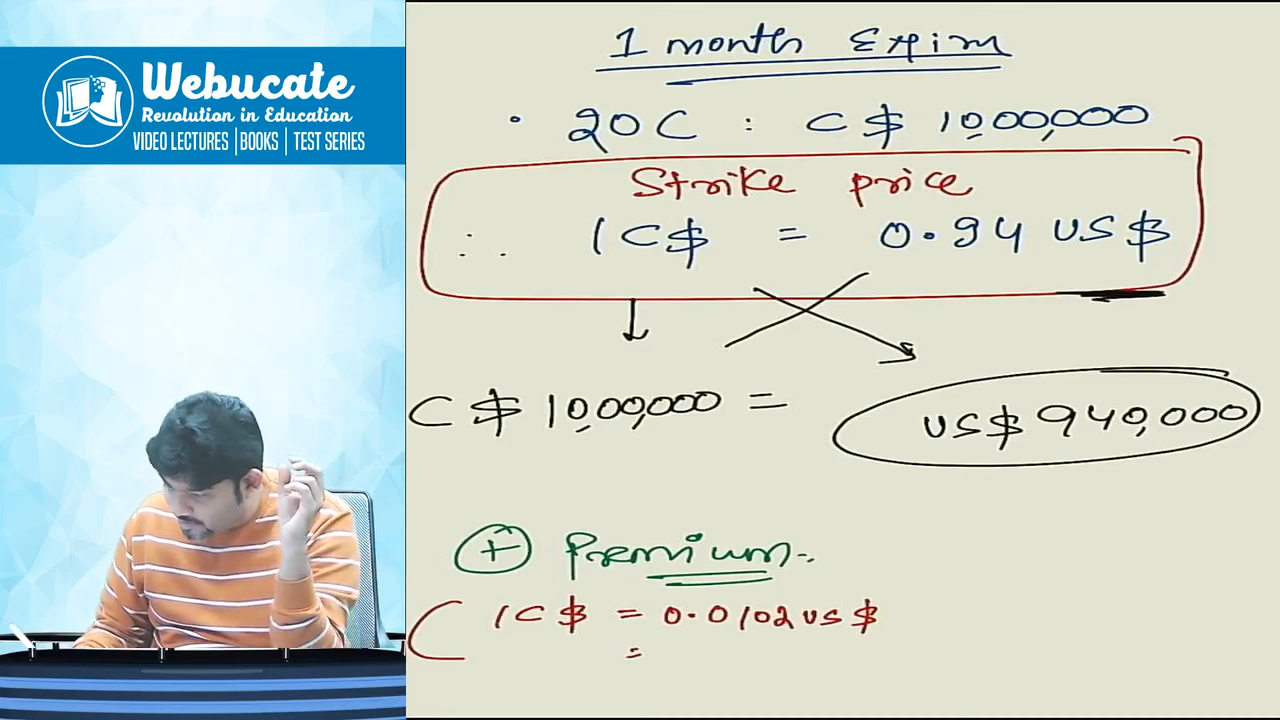 Webucate
Revolution in Education
VIDEO LECTURES | BOOKS | TEST SERIES
1 month
20C : C$ 10,00,000
Strike price
∴ 1C$ = 0.94 US$
C$ 10,00,000 =
US$ 940,000
+ Premium:
( 1C$ = 0.0102 US$
=